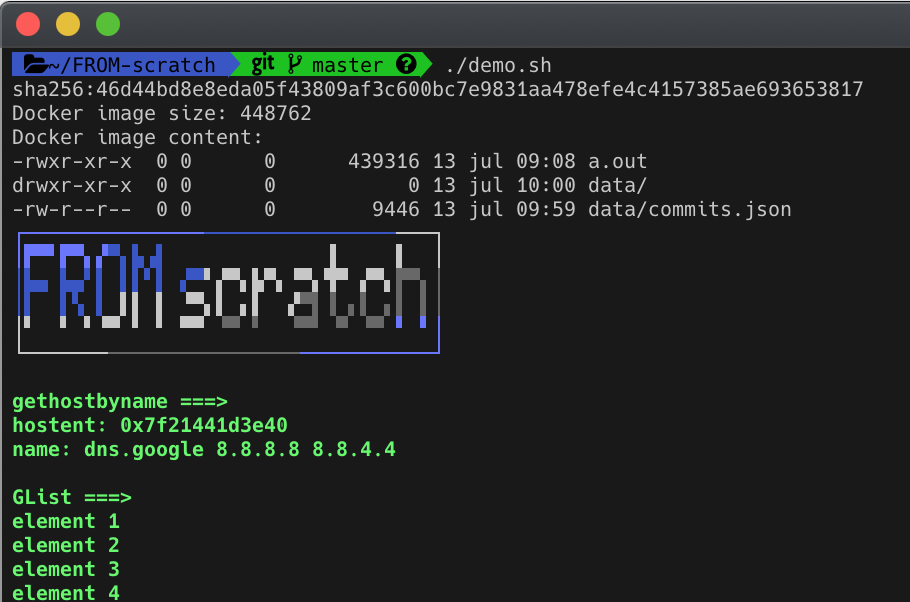 ~/FROM-scratch git master ? ./demo.sh
sha256:46d44bd8e8eda05f43809af3c600bc7e9831aa478efe4c4157385ae693653817
Docker image size: 448762
Docker image content:
-rwxr-xr-x  0 0      0      439316 13 jul 09:08 a.out
drwxr-xr-x  0 0      0           0 13 jul 10:00 data/
-rw-r--r--  0 0      0        9446 13 jul 09:59 data/commits.json
FROM scratch
gethostbyname ===>
hostent: 0x7f21441d3e40
name: dns.google 8.8.8.8 8.8.4.4
GList ===>
element 1
element 2
element 3
element 4